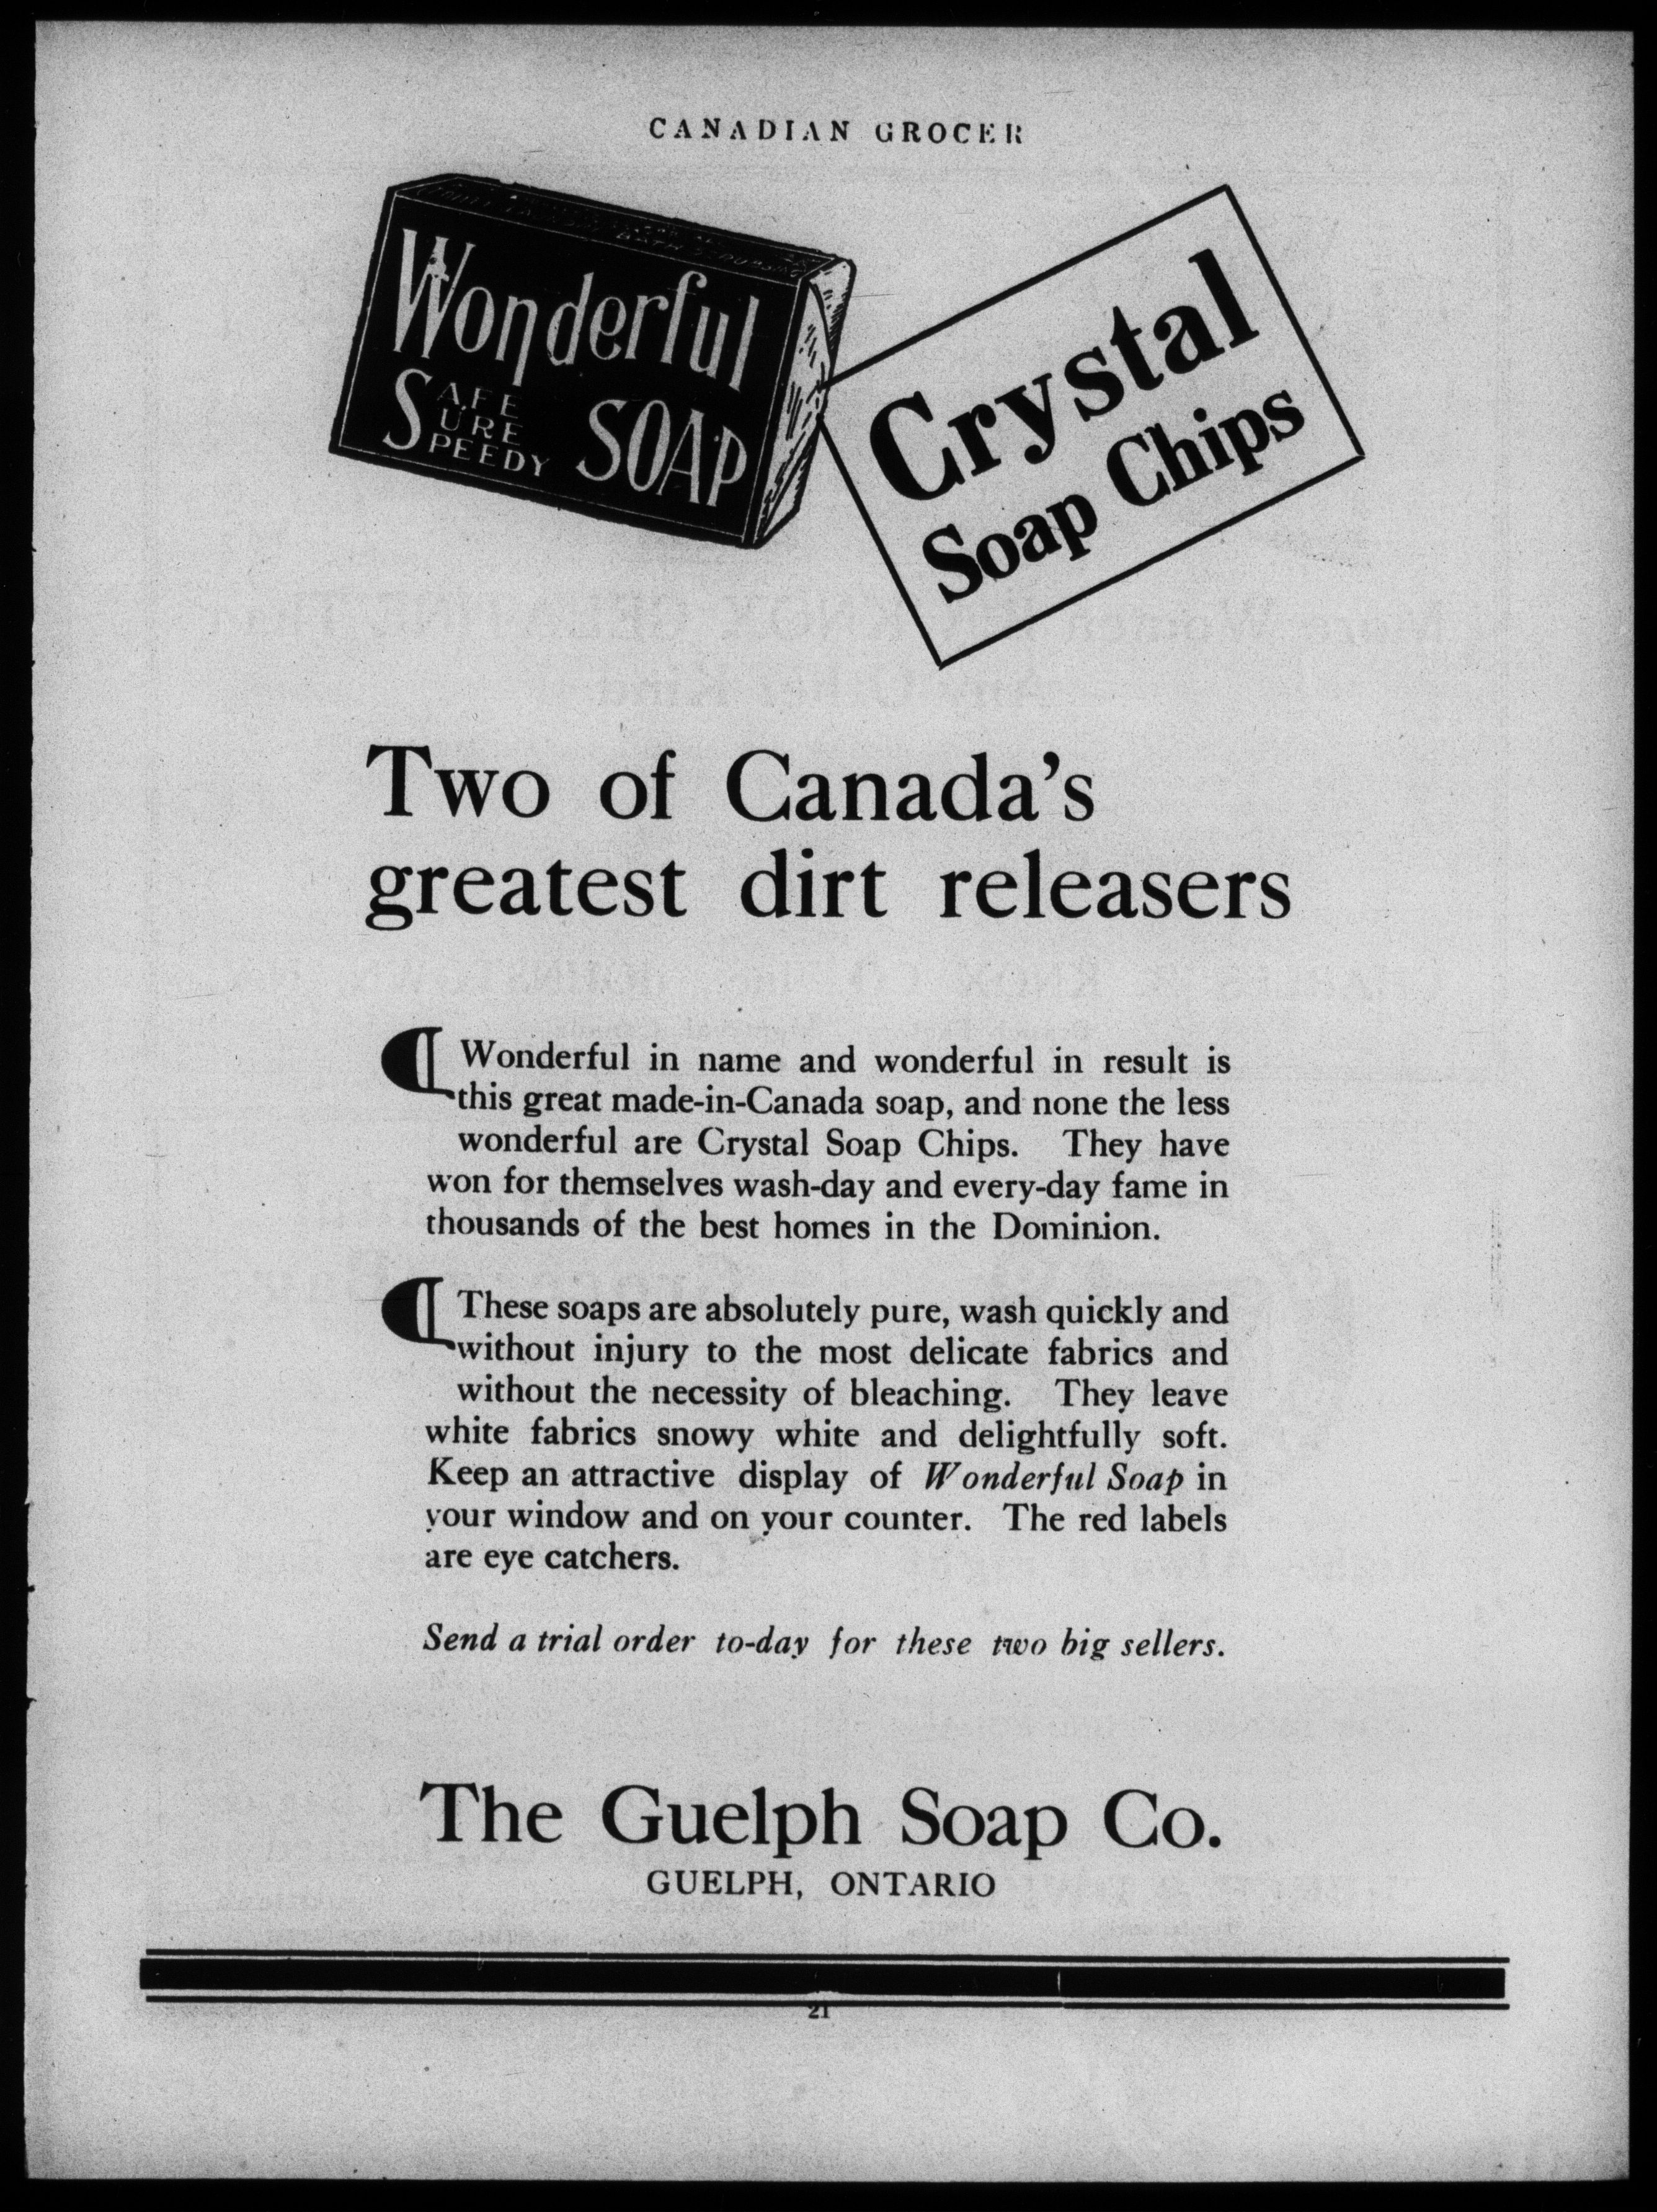 CANADIAN GROCER
Wonderful
SAFE
SURE
SPEEDY
SOAP
Crystal
Soap Chips
Two of Canada's
greatest dirt releasers
¶ Wonderful in name and wonderful in result is
this great made-in-Canada soap, and none the less
wonderful are Crystal Soap Chips. They have
won for themselves wash-day and every-day fame in
thousands of the best homes in the Dominion.
¶ These soaps are absolutely pure, wash quickly and
without injury to the most delicate fabrics and
without the necessity of bleaching. They leave
white fabrics snowy white and delightfully soft.
Keep an attractive display of Wonderful Soap in
your window and on your counter. The red labels
are eye catchers.
Send a trial order to-day for these two big sellers.
The Guelph Soap Co.
GUELPH, ONTARIO
21